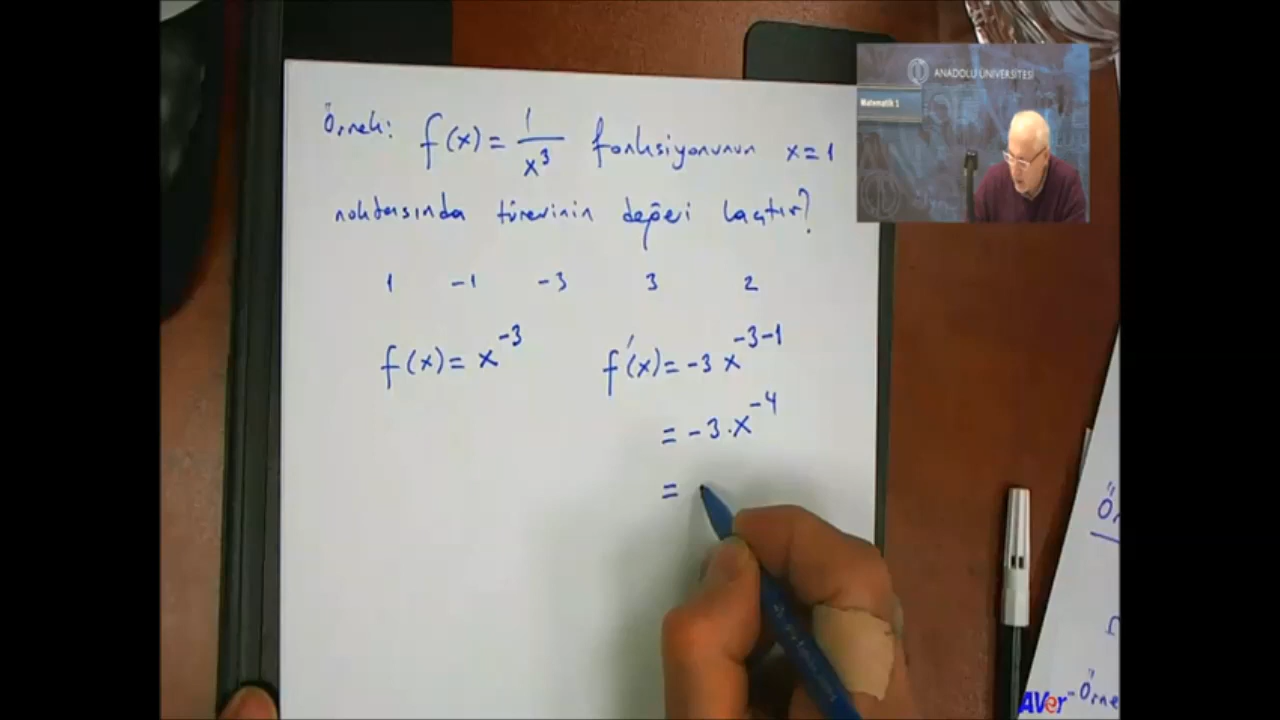 Örnek: f(x) = 1/x³ fonksiyonunun x=1
noktasında türevinin değeri kaçtır?
1 -1 -3 3 2
f(x) = x⁻³ f'(x) = -3 x⁻³⁻¹
= -3·x⁻⁴
=
ANADOLU ÜNİVERSİTESİ
Matematik 1
AVer
Örne